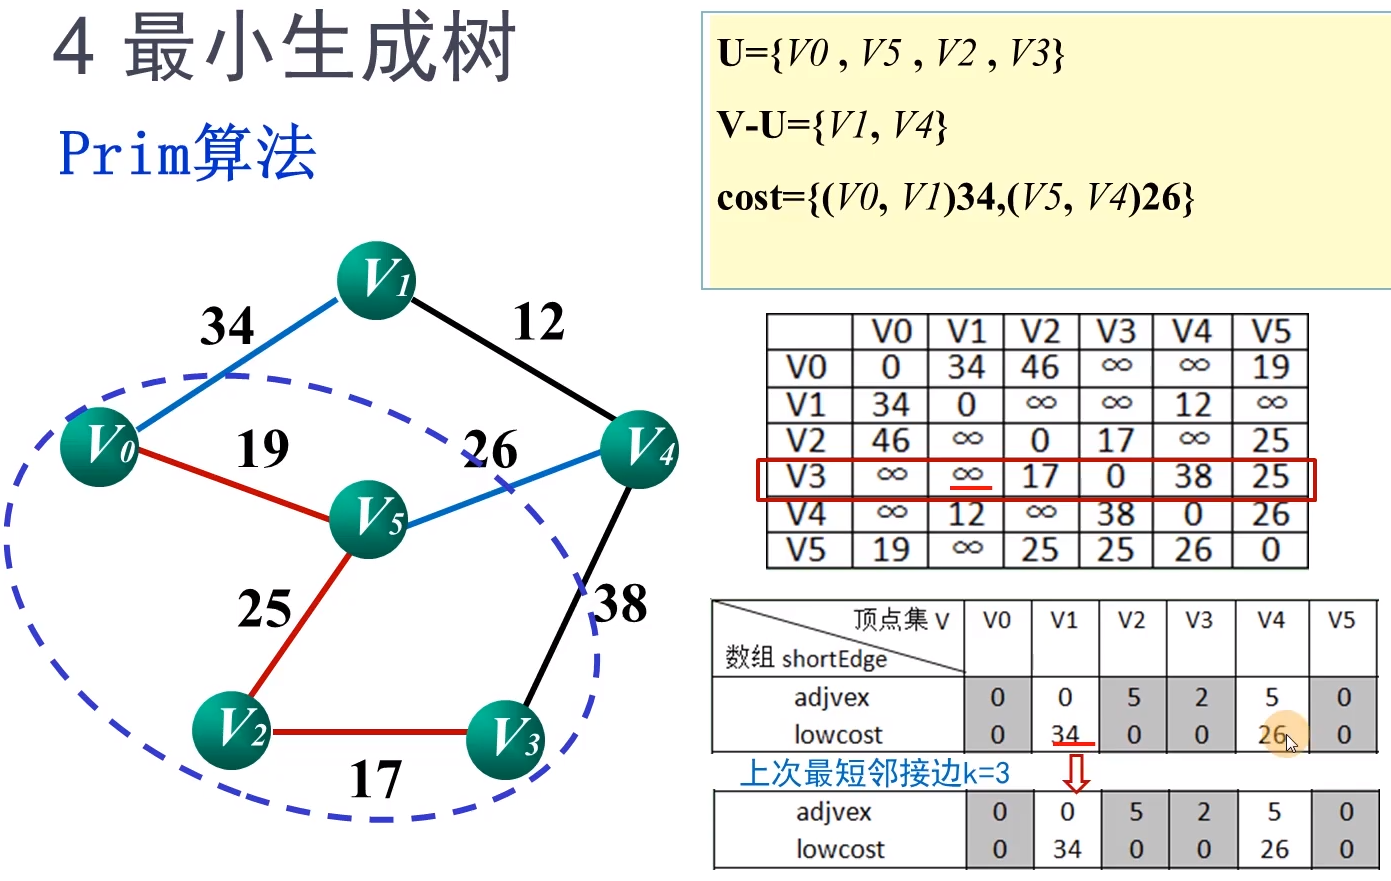 4 最小生成树
Prim算法
U={V0 , V5 , V2 , V3}
V-U={V1, V4}
cost={(V0, V1)34,(V5, V4)26}
V1
34
12
V0
19
26
V4
V5
25
38
V2
V3
17
V0 V1 V2 V3 V4 V5
V0 0 34 46 ∞ ∞ 19
V1 34 0 ∞ ∞ 12 ∞
V2 46 ∞ 0 17 ∞ 25
V3 ∞ ∞ 17 0 38 25
V4 ∞ 12 ∞ 38 0 26
V5 19 ∞ 25 25 26 0
顶点集 V V0 V1 V2 V3 V4 V5
数组 shortEdge
adjvex 0 0 5 2 5 0
lowcost 0 34 0 0 26 0
上次最短邻接边k=3
adjvex 0 0 5 2 5 0
lowcost 0 34 0 0 26 0